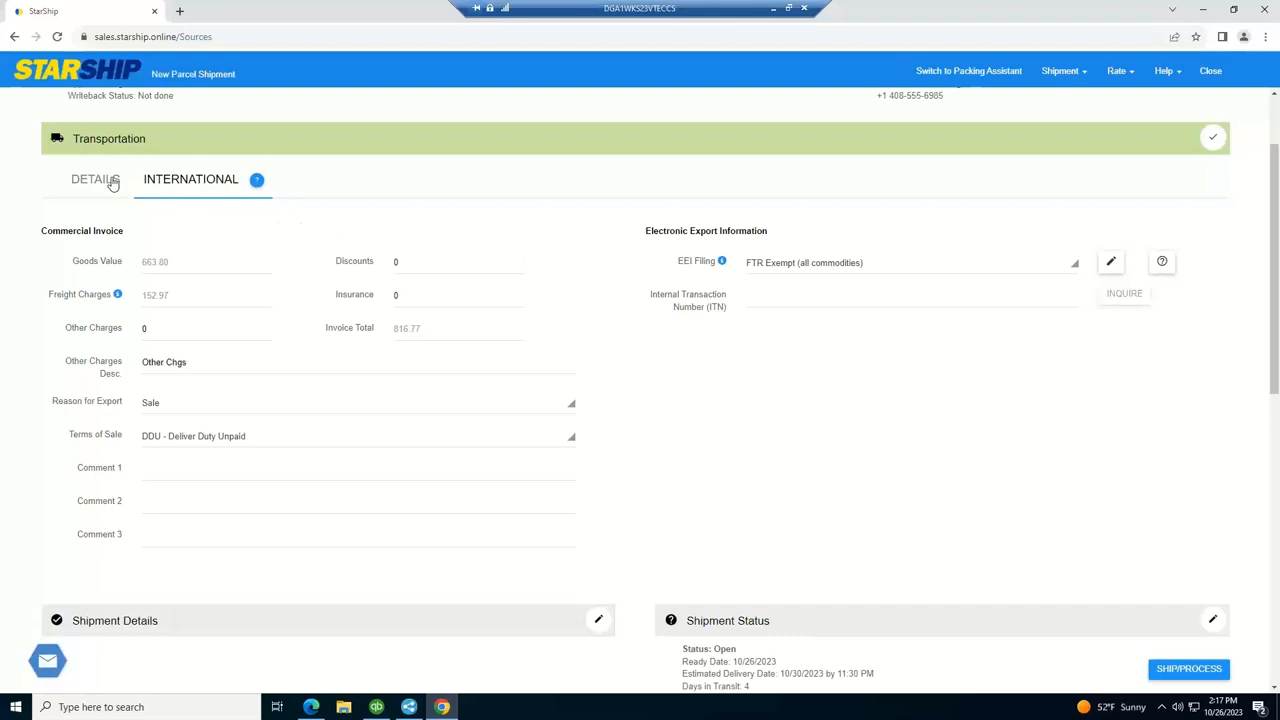 StarShip
DGA1WKS23VTECCS
sales.starship.online/Sources
STARSHIP
New Parcel Shipment
Switch to Packing Assistant
Shipment
Rate
Help
Close
Writeback Status: Not done
+1 408-555-6985
Transportation
DETAILS
INTERNATIONAL
?
Commercial Invoice
Goods Value 663.80
Discounts 0
Freight Charges 152.97
Insurance 0
Other Charges 0
Invoice Total 816.77
Other Charges
Desc.
Other Chgs
Reason for Export Sale
Terms of Sale DDU - Deliver Duty Unpaid
Comment 1
Comment 2
Comment 3
Electronic Export Information
EEI Filing FTR Exempt (all commodities)
Internal Transaction
Number (ITN)
INQUIRE
Shipment Details
Shipment Status
Status: Open
Ready Date: 10/26/2023
Estimated Delivery Date: 10/30/2023 by 11:30 PM
Days in Transit: 4
SHIP/PROCESS
Type here to search
52°F Sunny
2:17 PM
10/26/2023
2